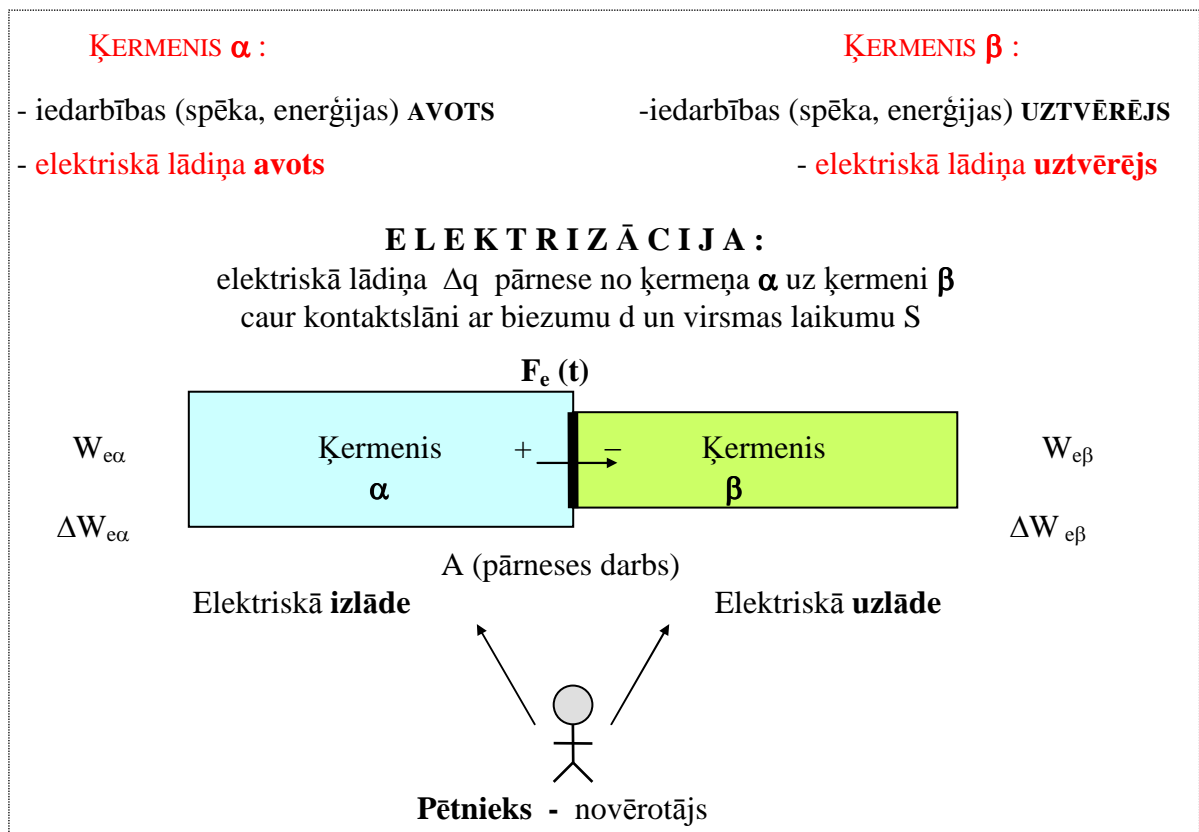 ĶERMENIS α :
ĶERMENIS β :
- iedarbības (spēka, enerģijas) AVOTS
-iedarbība (spēka, enerģijas) UZTVĒRĒJS
- elektriskā lādiņa avots
- elektriskā lādiņa uztvērējs
E L E K T R I Z Ā C I J A :
elektriskā lādiņa Δq pārnese no ķermeņa α uz ķermeni β
caur kontaktslāni ar biezumu d un virsmas laikumu S
Fe (t)
Weα
Ķermenis
+
–
Ķermenis
Weβ
α
β
ΔWeα
ΔW eβ
A (pārneses darbs)
Elektriskā izlāde
Elektriskā uzlāde
Pētnieks - novērotājs